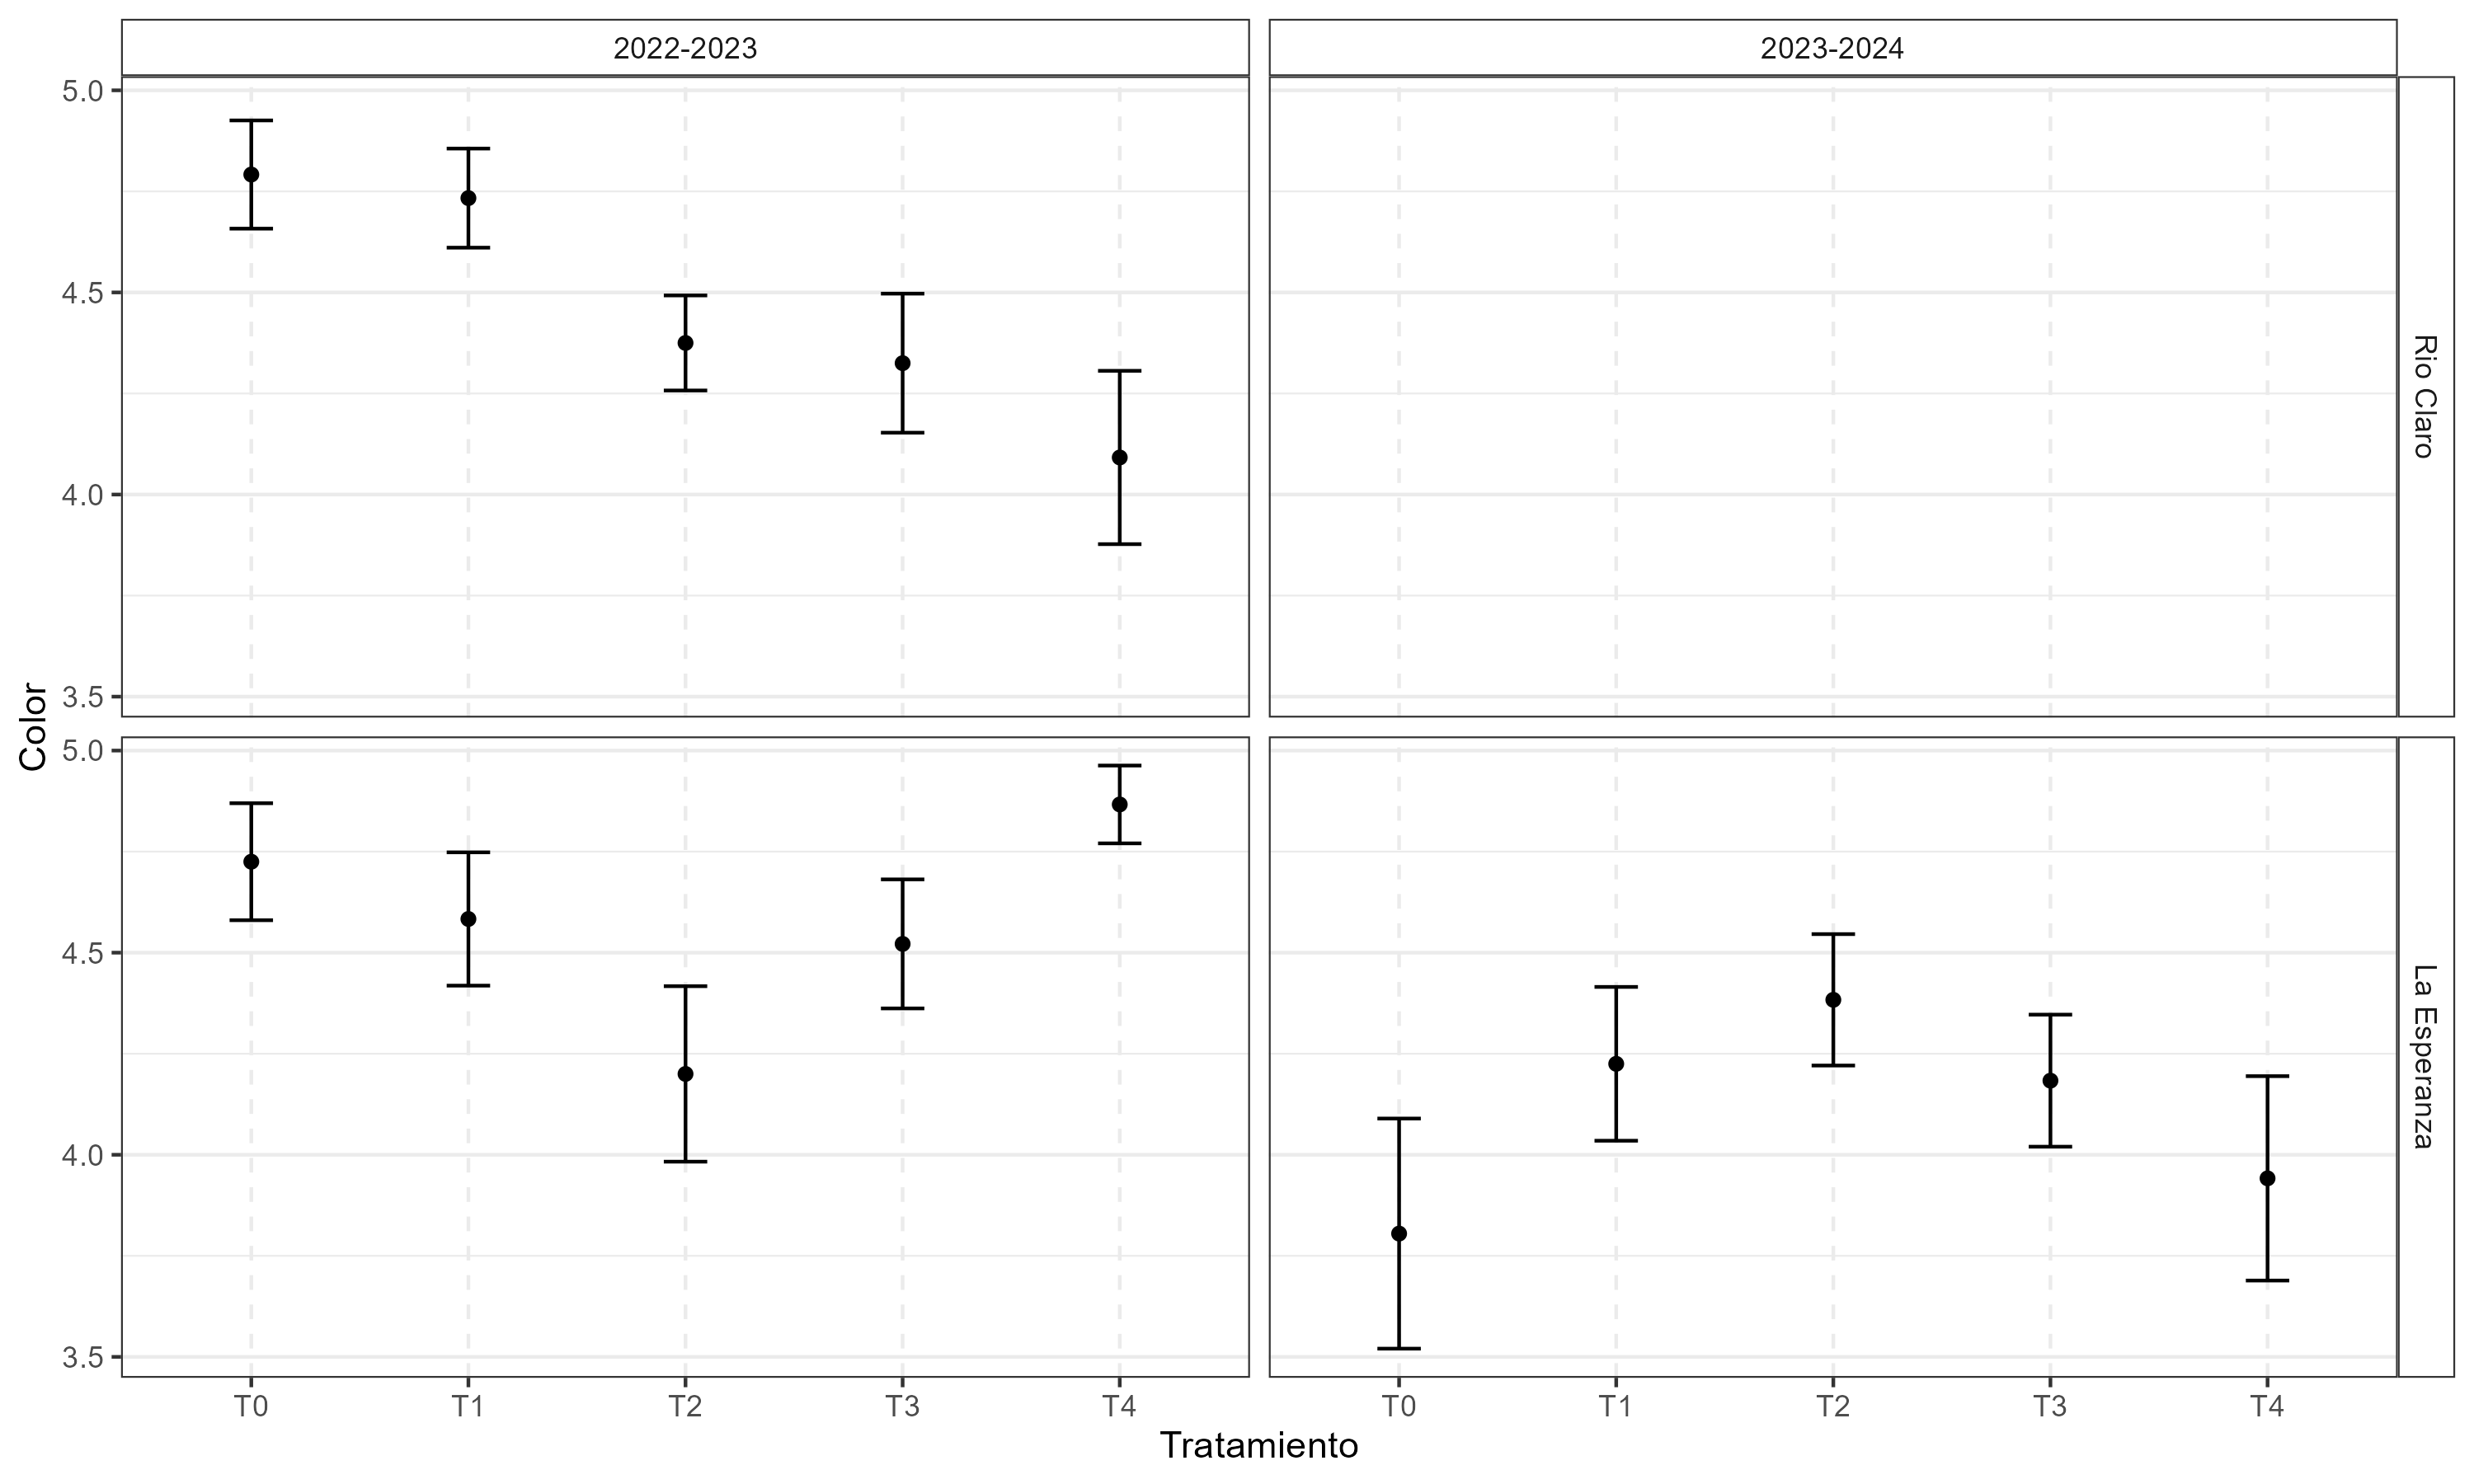 2022-2023
2023-2024
5.0
4.5
4.0
3.5
Rio Claro
Color
5.0
4.5
4.0
3.5
La Esperanza
T0
T1
T2
T3
T4
T0
T1
T2
T3
T4
Tratamiento